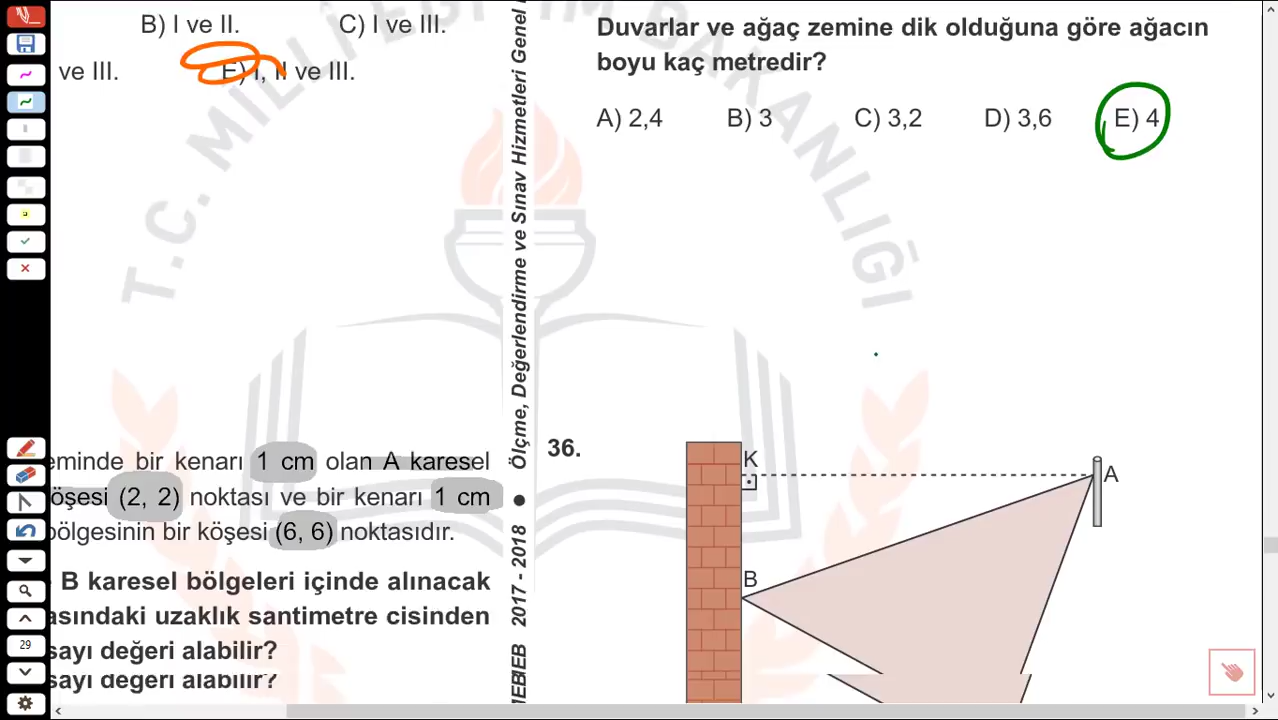 B) I ve II.
C) I ve III.
ve III.
E) I, II ve III.
eminde bir kenarı 1 cm olan A karesel
öşesi (2, 2) noktası ve bir kenarı 1 cm
bölgesinin bir köşesi (6, 6) noktasıdır.
B karesel bölgeleri içinde alınacak
asındaki uzaklık santimetre cisinden
sayı değeri alabilir?
sayı değeri alabilir?
MEB 2017 - 2018 ● Ölçme, Değerlendirme ve Sınav Hizmetleri Genel
Duvarlar ve ağaç zemine dik olduğuna göre ağacın
boyu kaç metredir?
A) 2,4
B) 3
C) 3,2
D) 3,6
E) 4
36.
K
A
B
T.C. MİLLÎ EĞİTİM BAKANLIĞI
29